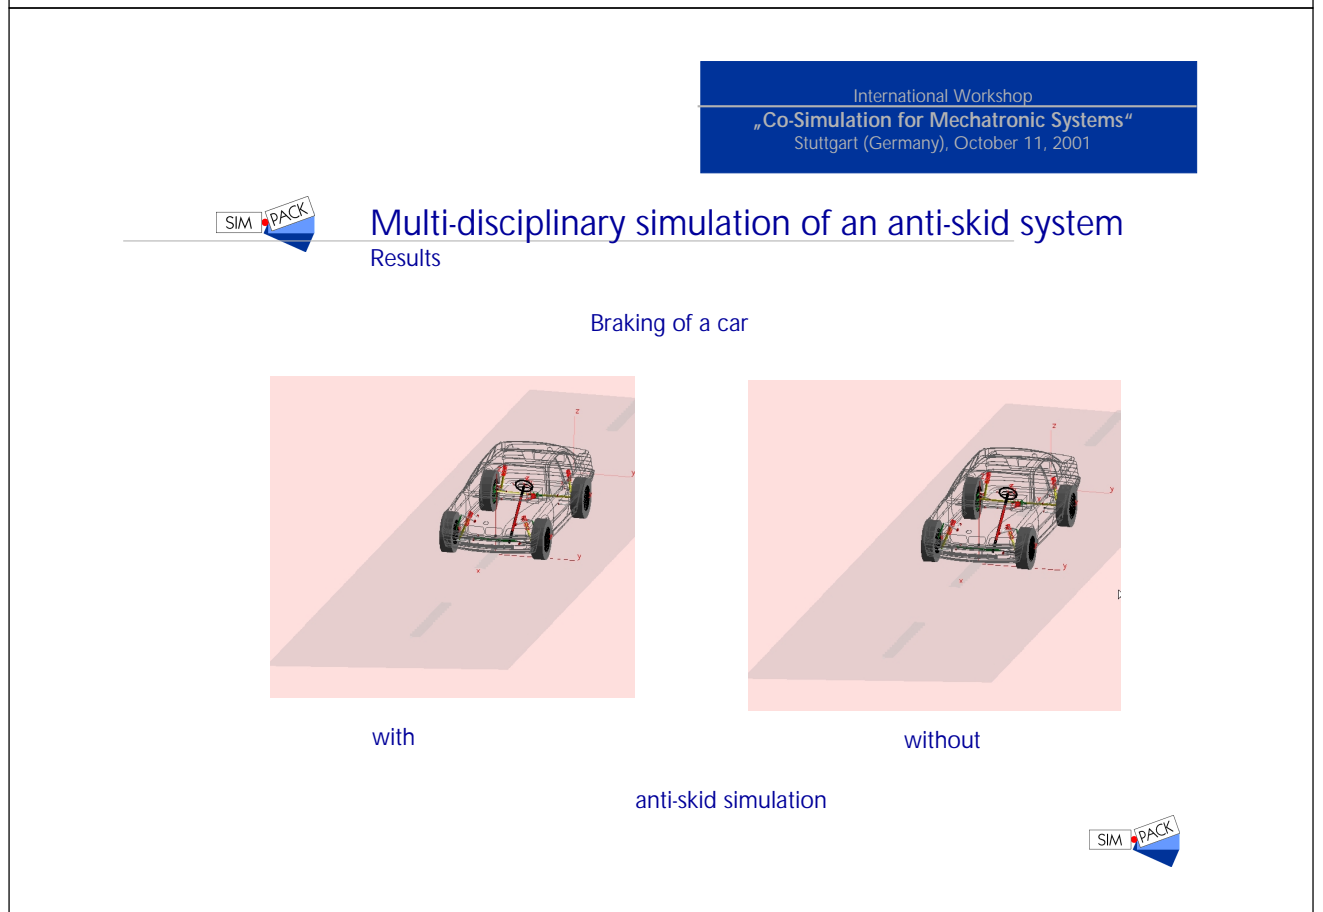 International Workshop
„Co-Simulation for Mechatronic Systems“
Stuttgart (Germany), October 11, 2001
SIM PACK
Multi-disciplinary simulation of an anti-skid system
Results
Braking of a car
z
y
y
x
z
y
y
x
with
without
anti-skid simulation
SIM PACK